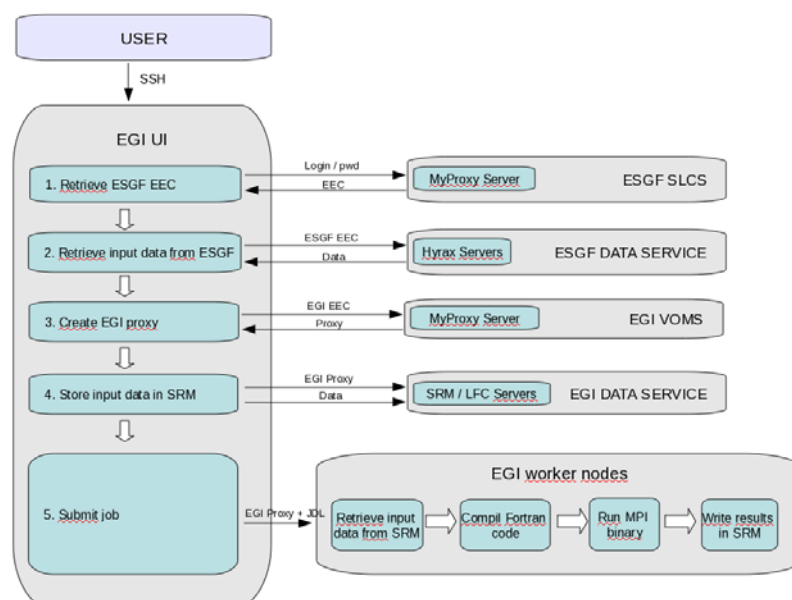 USER
SSH
EGI UI
1. Retrieve ESGF EEC
Login / pwd
EEC
MyProxy Server
ESGF SLCS
2. Retrieve input data from ESGF
ESGF EEC
Data
Hyrax Servers
ESGF DATA SERVICE
3. Create EGI proxy
EGI EEC
Proxy
MyProxy Server
EGI VOMS
4. Store input data in SRM
EGI Proxy
Data
SRM / LFC Servers
EGI DATA SERVICE
5. Submit job
EGI Proxy + JDL
EGI worker nodes
Retrieve input
data from SRM
Compil Fortran
code
Run MPI
binary
Write results
in SRM